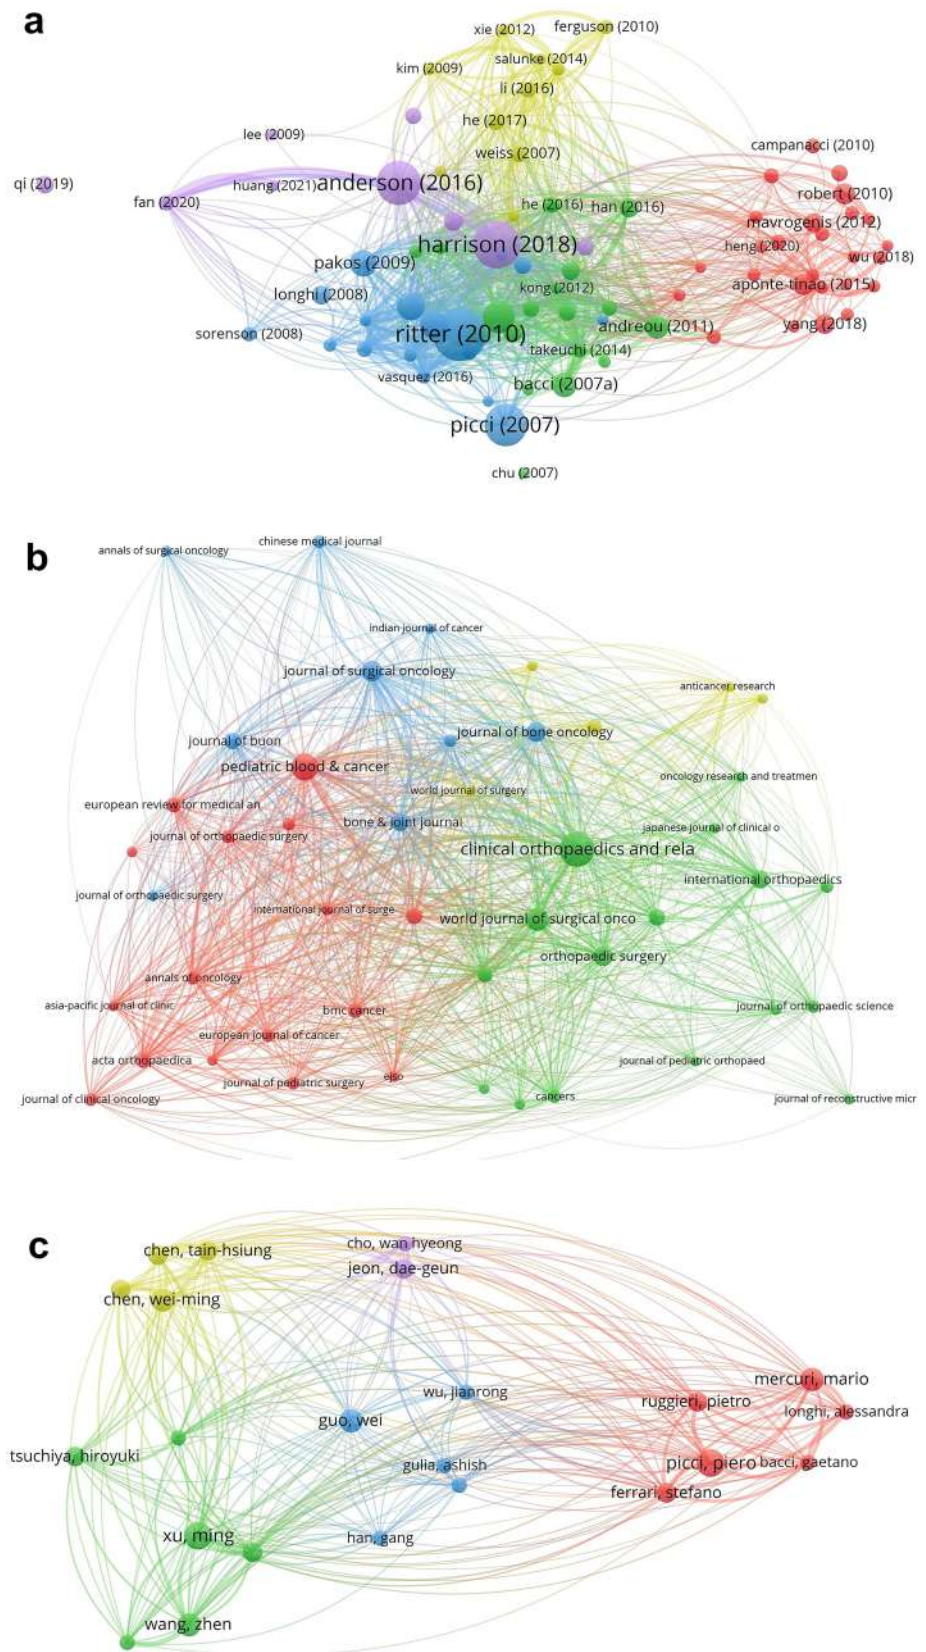 a
xie (2012)
ferguson (2010)
salunke (2014)
kim (2009)
li (2016)
he (2017)
lee (2009)
campanacci (2010)
weiss (2007)
qi (2019)
huang (2021)
anderson (2016)
robert (2010)
fan (2020)
he (2016)
han (2016)
mavrogenis (2012)
harrison (2018)
heng (2020)
wu (2018)
pakos (2009)
aponte-tinao (2015)
kong (2012)
longhi (2008)
yang (2018)
andreou (2011)
sorenson (2008)
ritter (2010)
takeuchi (2014)
vasquez (2016)
bacci (2007a)
picci (2007)
chu (2007)
b
annals of surgical oncology
chinese medical journal
indian journal of cancer
journal of surgical oncology
anticancer research
journal of bone oncology
journal of buon
pediatric blood & cancer
oncology research and treatmen
world journal of surgery
european review for medical an
bone & joint journal
japanese journal of clinical o
journal of orthopaedic surgery
clinical orthopaedics and rela
international orthopaedics
journal of orthopaedic surgery
international journal of surge
world journal of surgical onco
orthopaedic surgery
annals of oncology
asia-pacific journal of clinic
bmc cancer
journal of orthopaedic science
european journal of cancer
acta orthopaedica
journal of pediatric orthopaed
journal of pediatric surgery
ejso
journal of clinical oncology
cancers
journal of reconstructive micr
c
chen, tain-hsiung
cho, wan hyeong
jeon, dae-geun
chen, wei-ming
mercuri, mario
wu, jianrong
ruggieri, pietro
longhi, alessandra
guo, wei
tsuchiya, hiroyuki
gulia, ashish
picci, piero
bacci, gaetano
ferrari, stefano
xu, ming
han, gang
wang, zhen